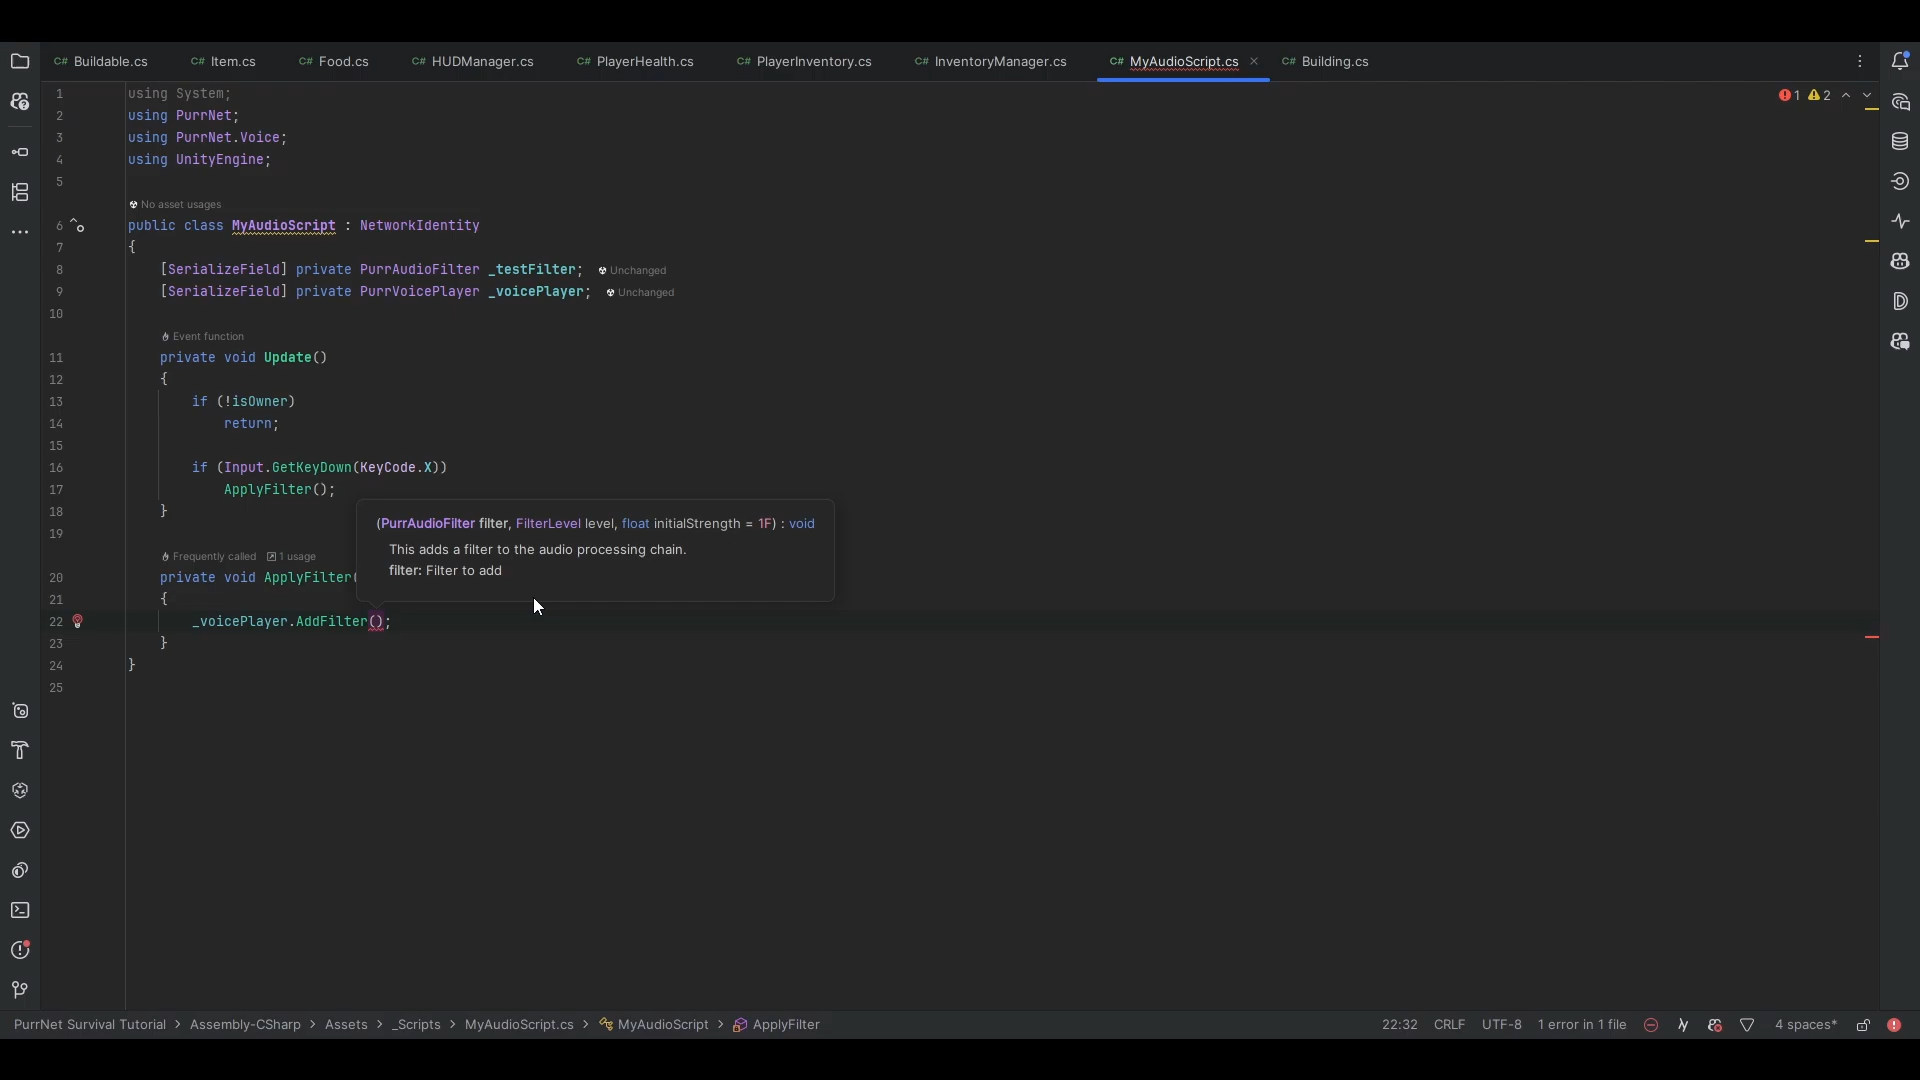 C# Buildable.cs C# Item.cs C# Food.cs C# HUDManager.cs C# PlayerHealth.cs C# PlayerInventory.cs C# InventoryManager.cs C# MyAudioScript.cs C# Building.cs
1 using System; 1 2
2 using PurrNet;
3 using PurrNet.Voice;
4 using UnityEngine;
5
No asset usages
6 public class MyAudioScript : NetworkIdentity
7 {
8 [SerializeField] private PurrAudioFilter _testFilter; Unchanged
9 [SerializeField] private PurrVoicePlayer _voicePlayer; Unchanged
10
Event function
11 private void Update()
12 {
13 if (!isOwner)
14 return;
15
16 if (Input.GetKeyDown(KeyCode.X))
17 ApplyFilter();
18 }
(PurrAudioFilter filter, FilterLevel level, float initialStrength = 1F) : void
This adds a filter to the audio processing chain.
filter: Filter to add
19
Frequently called 1 usage
20 private void ApplyFilter(
21 {
22 _voicePlayer.AddFilter();
23 }
24 }
25
PurrNet Survival Tutorial > Assembly-CSharp > Assets > _Scripts > MyAudioScript.cs > MyAudioScript > ApplyFilter 22:32 CRLF UTF-8 1 error in 1 file 4 spaces*